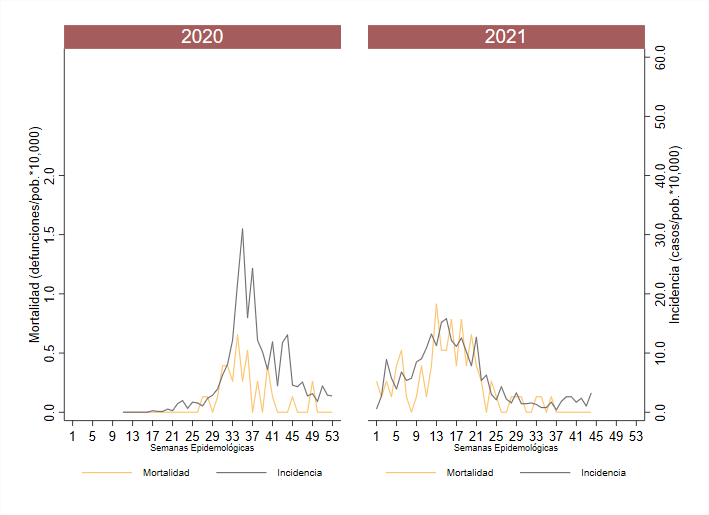 2020
2021
Mortalidad (defunciones/pob.*10,000)
0.0 0.5 1.0 1.5 2.0
1 5 9 13 17 21 25 29 33 37 41 45 49 53
Semanas Epidemológicas
Mortalidad Incidencia
1 5 9 13 17 21 25 29 33 37 41 45 49 53
Semanas Epidemológicas
Mortalidad Incidencia
0.0 10.0 20.0 30.0 40.0 50.0 60.0
Incidencia (casos/pob.*10,000)